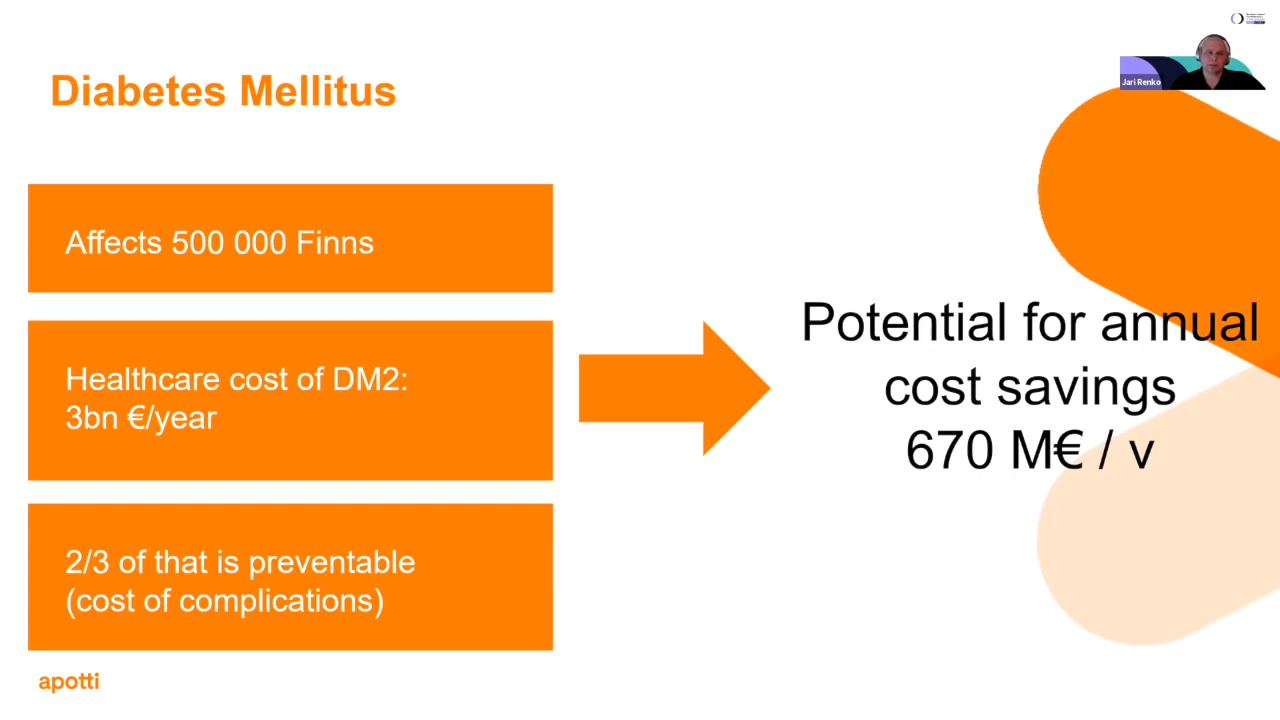 Diabetes Mellitus
Jari Renko
Affects 500 000 Finns
Healthcare cost of DM2:
3bn €/year
2/3 of that is preventable
(cost of complications)
Potential for annual
cost savings
670 M€ / v
apotti